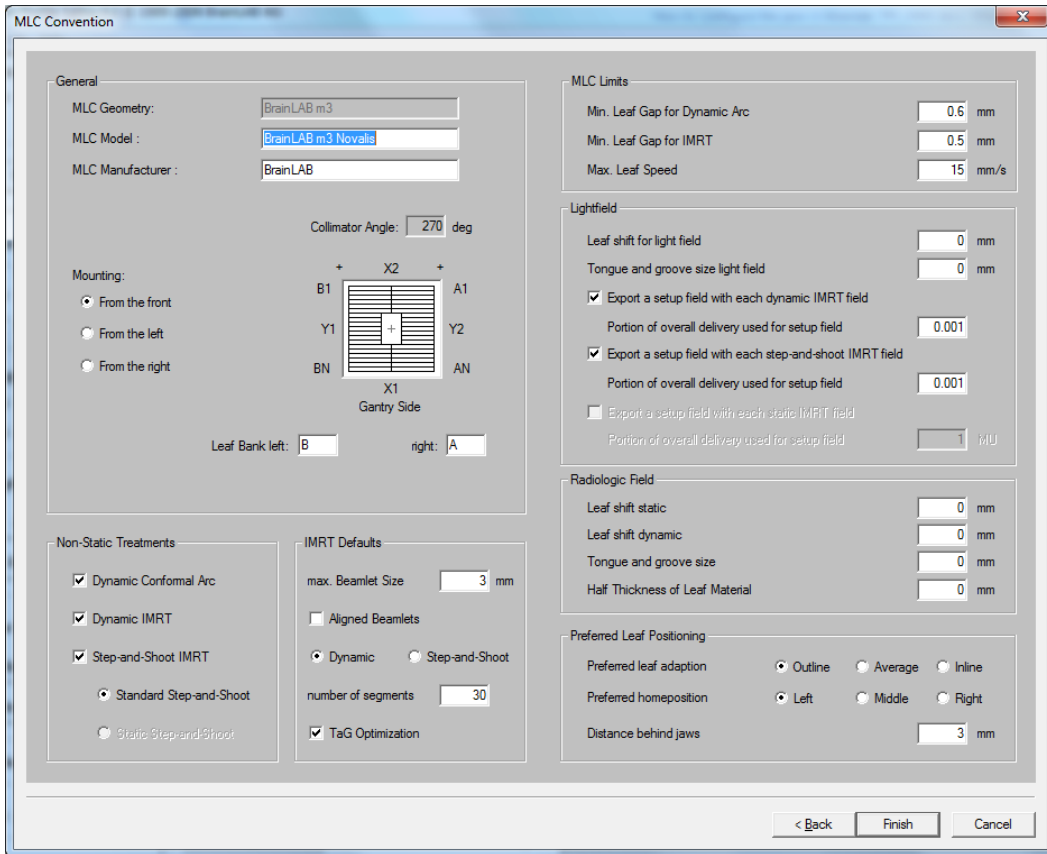 MLC Convention
General
MLC Geometry: BrainLAB m3
MLC Model : BrainLAB m3 Novalis
MLC Manufacturer : BrainLAB
Collimator Angle: 270 deg
Mounting:
From the front
From the left
From the right
+ X2 +
B1 A1
Y1 + Y2
BN AN
X1
Gantry Side
Leaf Bank left: B right: A
Non-Static Treatments
Dynamic Conformal Arc
Dynamic IMRT
Step-and-Shoot IMRT
Standard Step-and-Shoot
Static Step-and-Shoot
IMRT Defaults
max. Beamlet Size 3 mm
Aligned Beamlets
Dynamic Step-and-Shoot
number of segments 30
TaG Optimization
MLC Limits
Min. Leaf Gap for Dynamic Arc 0.6 mm
Min. Leaf Gap for IMRT 0.5 mm
Max. Leaf Speed 15 mm/s
Lightfield
Leaf shift for light field 0 mm
Tongue and groove size light field 0 mm
Export a setup field with each dynamic IMRT field
Portion of overall delivery used for setup field 0.001
Export a setup field with each step-and-shoot IMRT field
Portion of overall delivery used for setup field 0.001
Export a setup field with each static IMRT field
Portion of overall delivery used for setup field 1 MU
Radiologic Field
Leaf shift static 0 mm
Leaf shift dynamic 0 mm
Tongue and groove size 0 mm
Half Thickness of Leaf Material 0 mm
Preferred Leaf Positioning
Preferred leaf adaption Outline Average Inline
Preferred homeposition Left Middle Right
Distance behind jaws 3 mm
< Back Finish Cancel